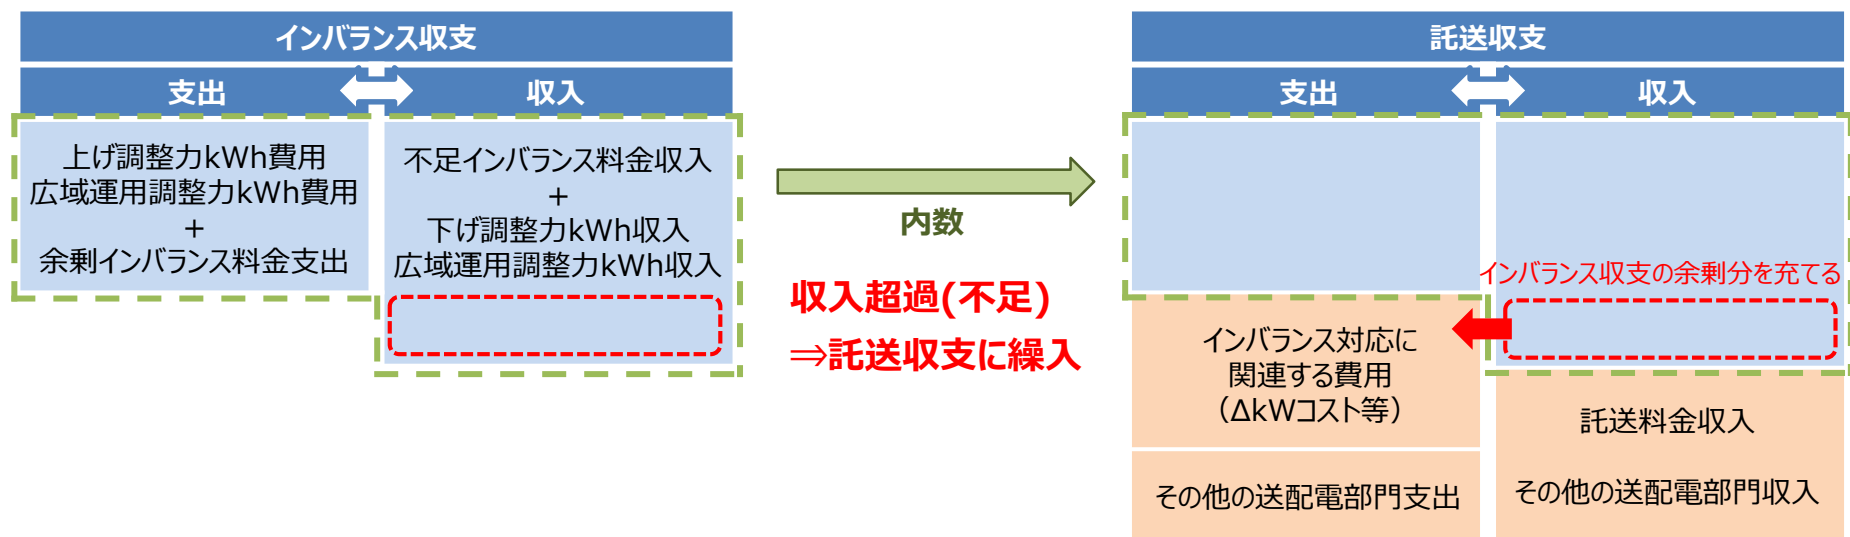 インバランス収支
支出
収入
上げ調整力kWh費用
広域運用調整力kWh費用
+
余剰インバランス料金支出
不足インバランス料金収入
+
下げ調整力kWh収入
広域運用調整力kWh収入
内数
収入超過(不足)
⇒託送収支に繰入
託送収支
支出
収入
インバランス収支の余剰分を充てる
インバランス対応に
関連する費用
（ΔkWコスト等）
その他の送配電部門支出
託送料金収入
その他の送配電部門収入